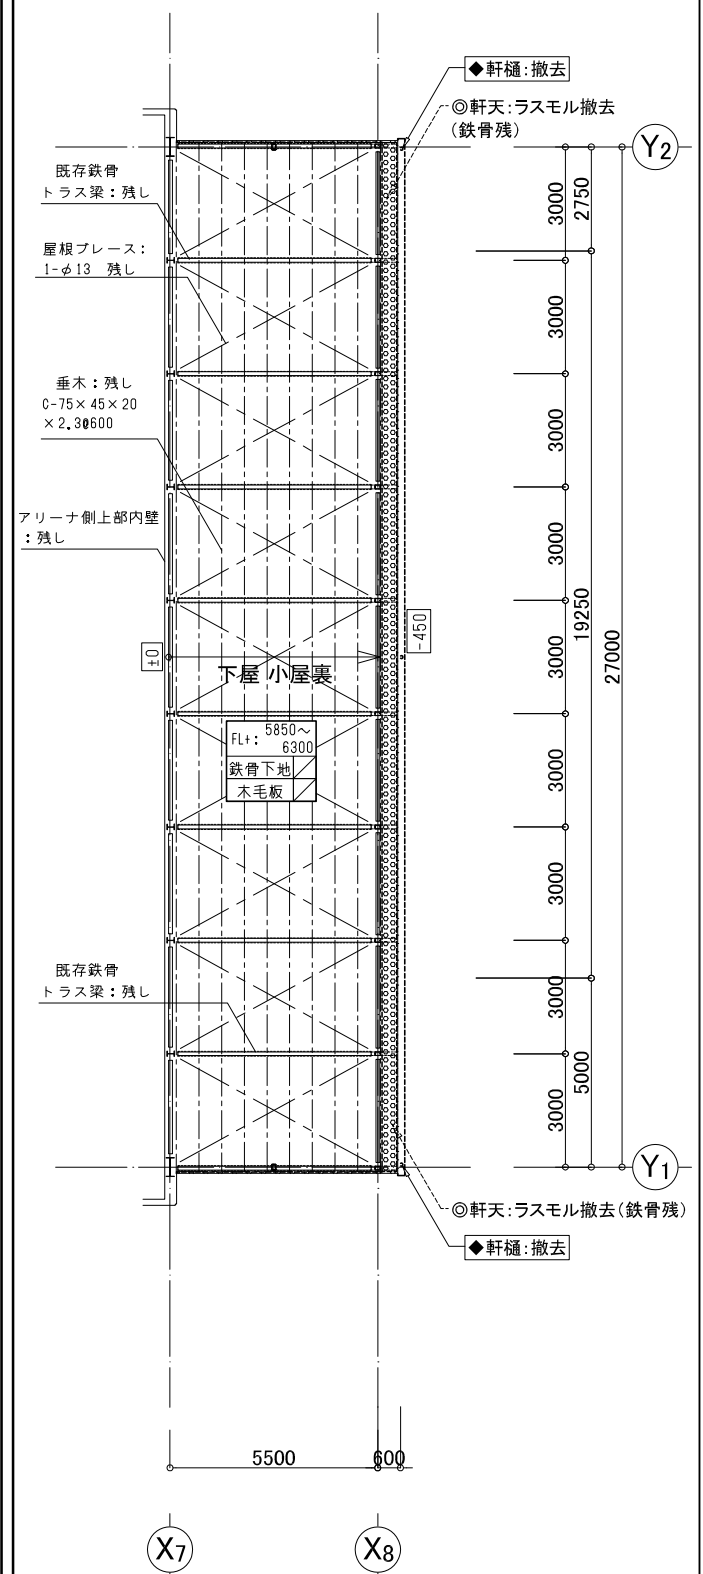 ◆軒樋:撤去
◎軒天:ラスモル撤去
(鉄骨残)
Y2
既存鉄骨
トラス梁:残し
屋根ブレース:
1-φ13 残し
垂木:残し
C-75×45×20
×2.3@600
アリーナ側上部内壁
:残し
3000
2750
3000
3000
3000
19250
27000
3000
3000
3000
3000
5000
3000
±0
-450
下屋 小屋裏
FL+: 5850～
6300
鉄骨下地
木毛板
既存鉄骨
トラス梁:残し
Y1
◎軒天:ラスモル撤去(鉄骨残)
◆軒樋:撤去
5500
600
X7
X8